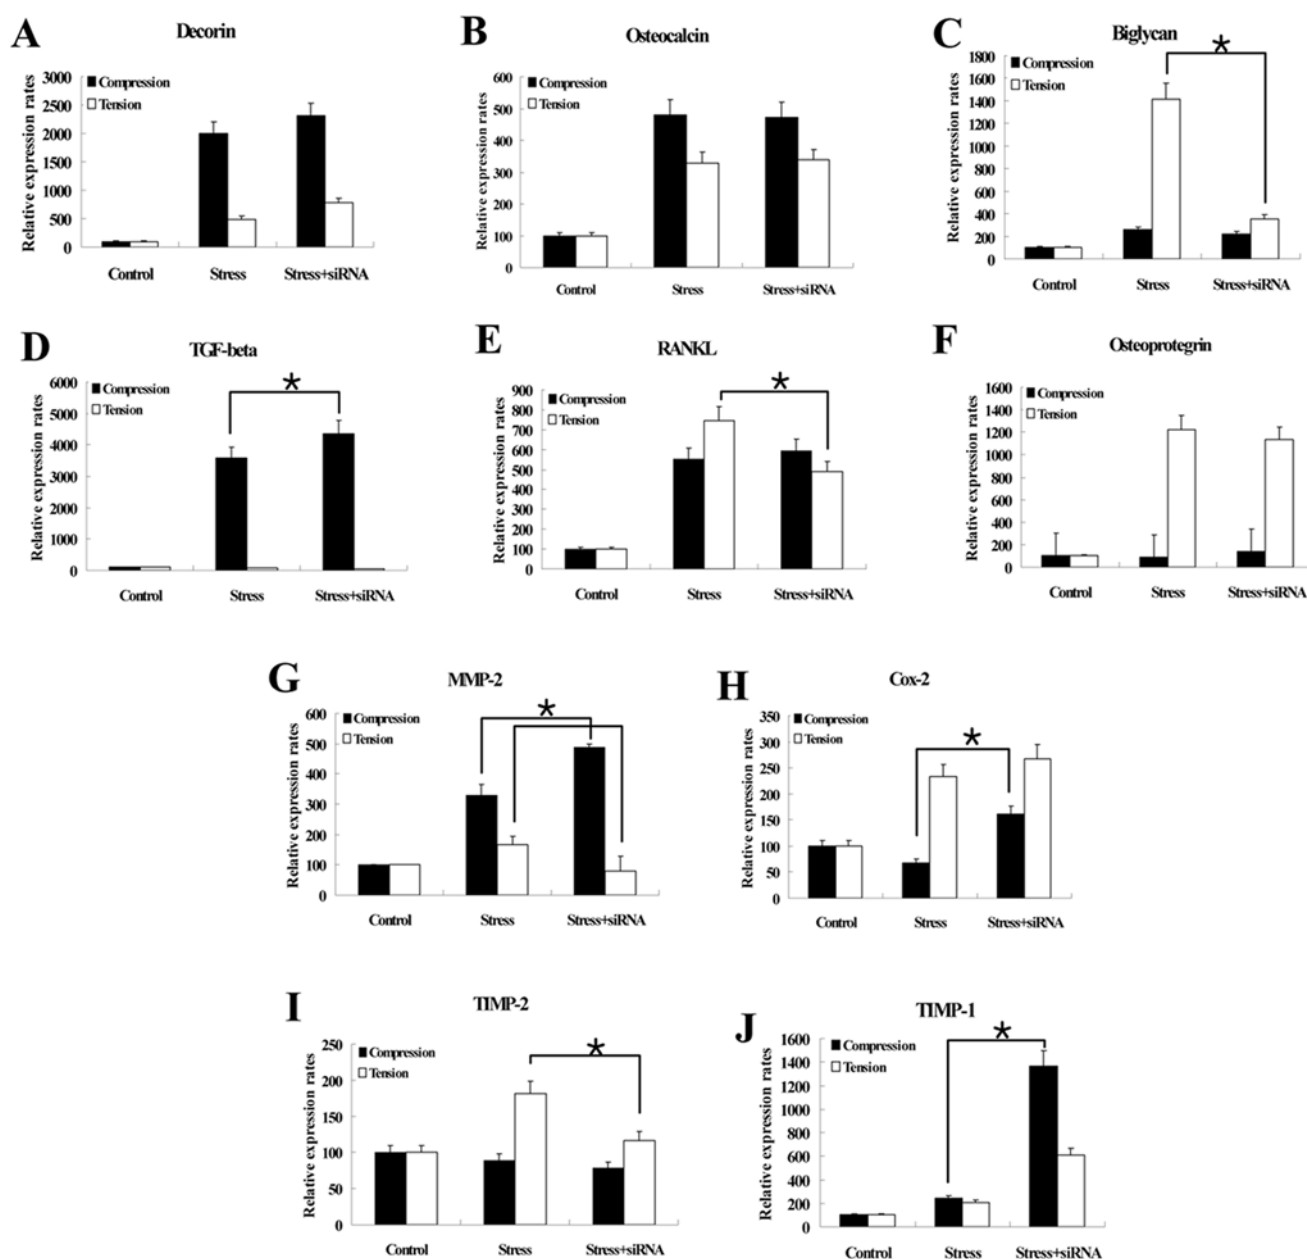 A
Decorin
Relative expression rates
3000
2500
2000
1500
1000
500
0
Compression
Tension
Control Stress Stress+siRNA
B
Osteocalcin
Relative expression rates
600
500
400
300
200
100
0
Compression
Tension
Control Stress Stress+siRNA
C
Biglycan
Relative expression rates
1800
1600
1400
1200
1000
800
600
400
200
0
Compression
Tension
*
Control Stress Stress+siRNA
D
TGF-beta
Relative expression rates
6000
5000
4000
3000
2000
1000
0
Compression
Tension
*
Control Stress Stress+siRNA
E
RANKL
Relative expression rates
900
800
700
600
500
400
300
200
100
0
Compression
Tension
*
Control Stress Stress+siRNA
F
Osteoprotegrin
Relative expression rates
1600
1400
1200
1000
800
600
400
200
0
Compression
Tension
Control Stress Stress+siRNA
G
MMP-2
Relative expression rates
600
500
400
300
200
100
0
Compression
Tension
*
Control Stress Stress+siRNA
H
Cox-2
Relative expression rates
350
300
250
200
150
100
50
0
Compression
Tension
*
Control Stress Stress+siRNA
I
TIMP-2
Relative expression rates
250
200
150
100
50
0
Compression
Tension
*
Control Stress Stress+siRNA
J
TIMP-1
Relative expression rates
1600
1400
1200
1000
800
600
400
200
0
Compression
Tension
*
Control Stress Stress+siRNA